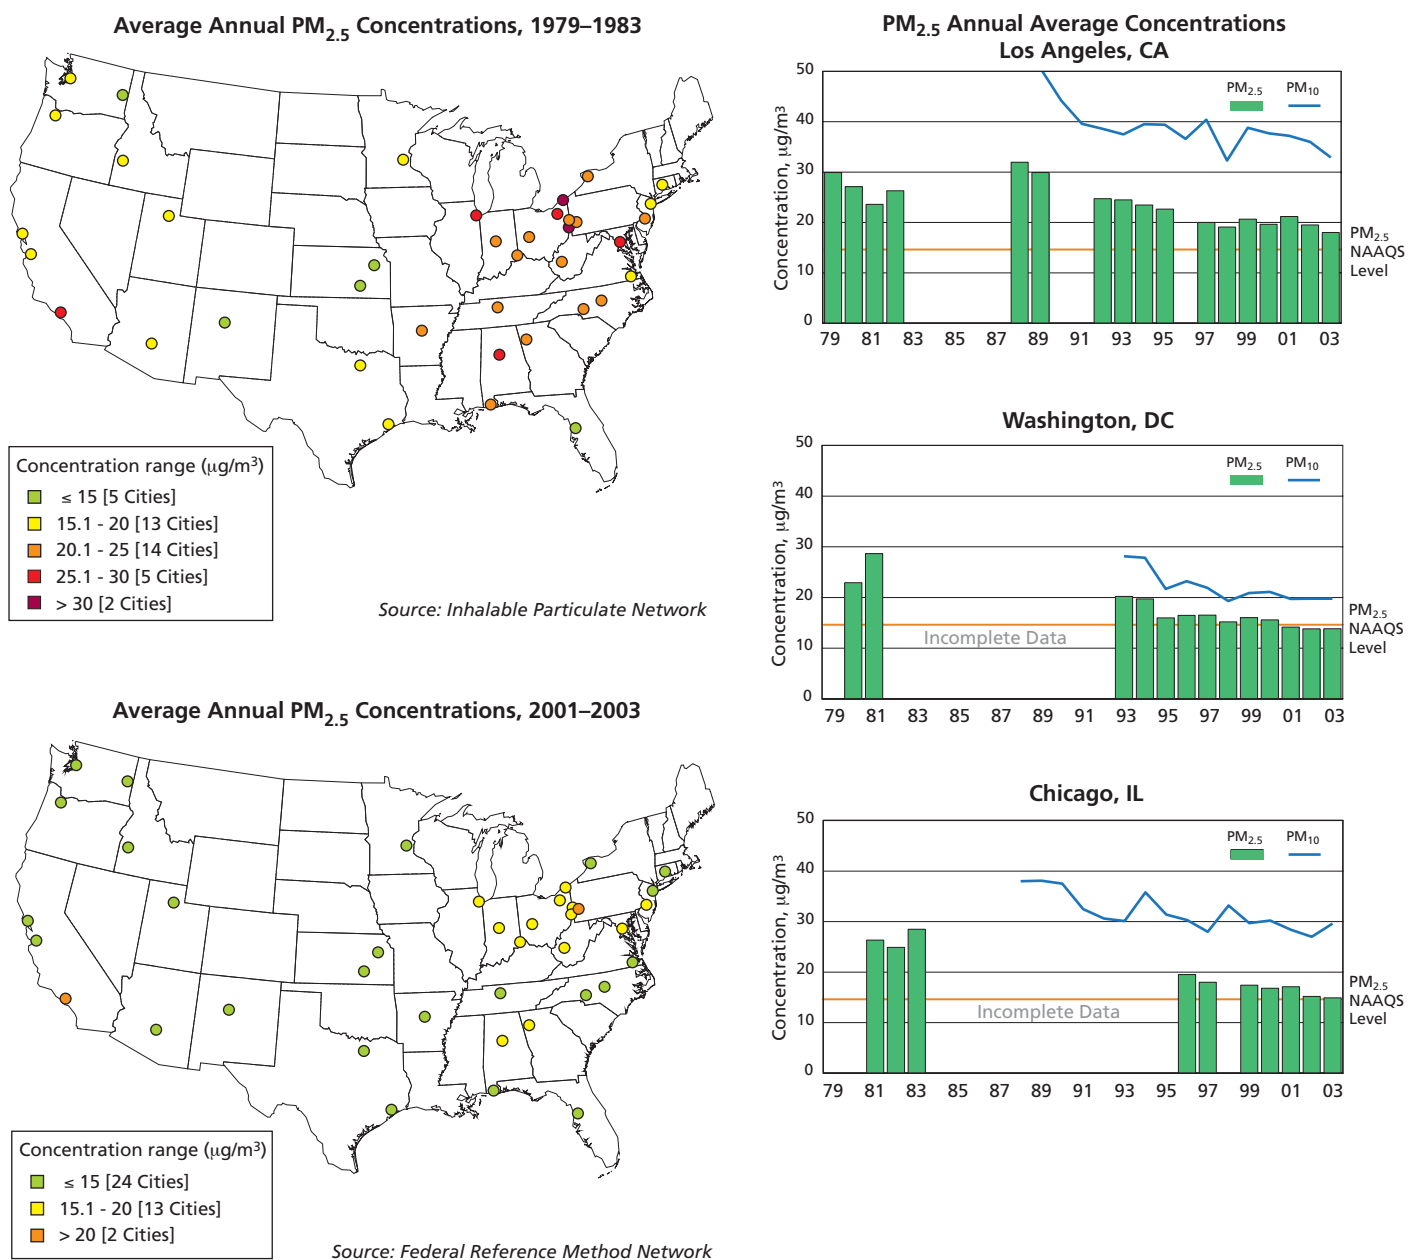 Average Annual PM2.5 Concentrations, 1979–1983
Concentration range (μg/m3)
≤ 15 [5 Cities]
15.1 - 20 [13 Cities]
20.1 - 25 [14 Cities]
25.1 - 30 [5 Cities]
> 30 [2 Cities]
Source: Inhalable Particulate Network
Average Annual PM2.5 Concentrations, 2001–2003
Concentration range (μg/m3)
≤ 15 [24 Cities]
15.1 - 20 [13 Cities]
> 20 [2 Cities]
Source: Federal Reference Method Network
PM2.5 Annual Average Concentrations
Los Angeles, CA
PM2.5 PM10
Concentration, μg/m3
50
40
30
20
10
0
79 81 83 85 87 89 91 93 95 97 99 01 03
PM2.5
NAAQS
Level
Washington, DC
PM2.5 PM10
Concentration, μg/m3
50
40
30
20
10
0
Incomplete Data
79 81 83 85 87 89 91 93 95 97 99 01 03
PM2.5
NAAQS
Level
Chicago, IL
PM2.5 PM10
Concentration, μg/m3
50
40
30
20
10
0
Incomplete Data
79 81 83 85 87 89 91 93 95 97 99 01 03
PM2.5
NAAQS
Level